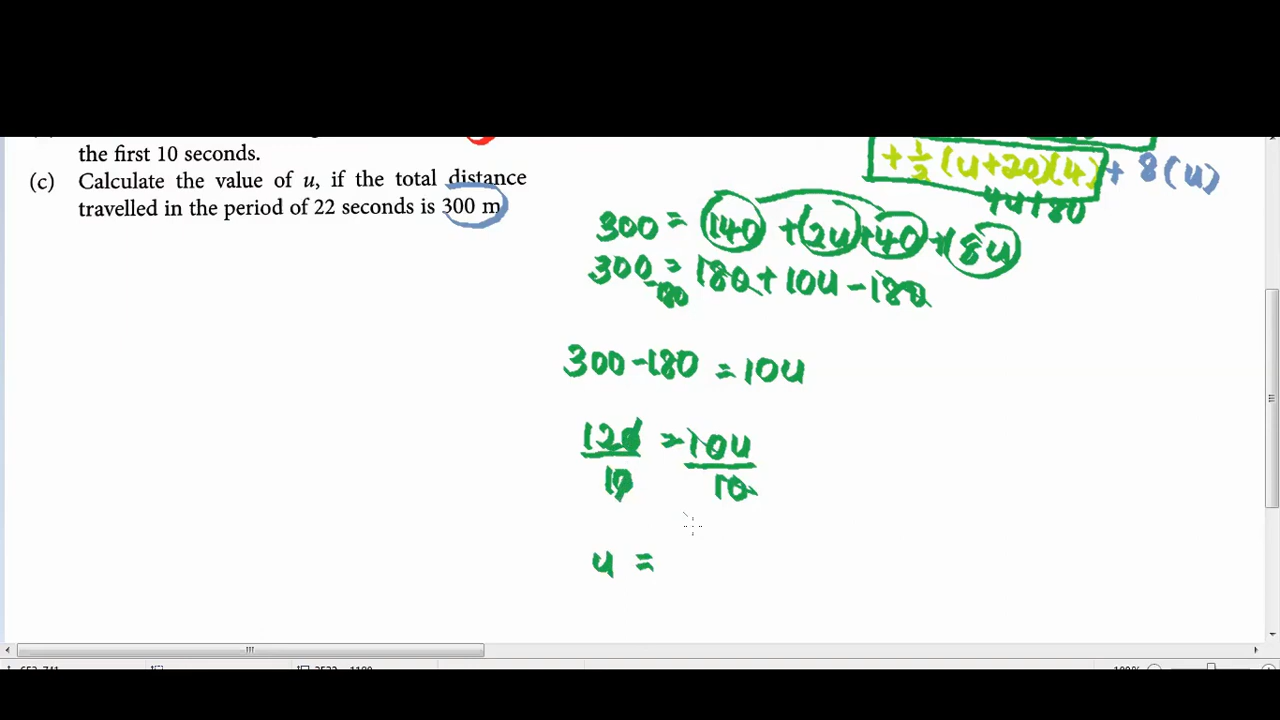 the first 10 seconds.
(c) Calculate the value of u, if the total distance
travelled in the period of 22 seconds is 300 m
+ ½ (u+20)(4) + 8(u)
4u+80
300 = 140 + 2u + 40 + 8u
300 - 180 = 180 + 10u - 180
300 - 180 = 10u
120 = 10u
10 10
u =